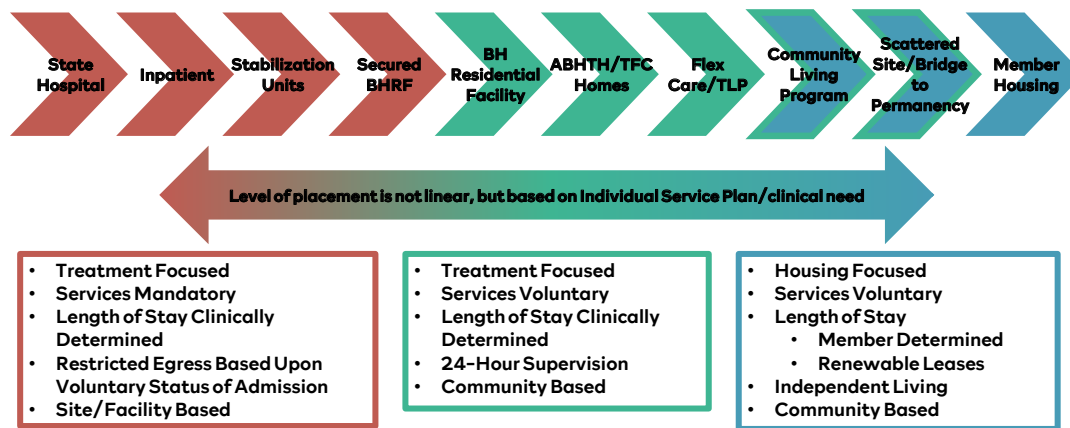 State
Hospital
Inpatient
Stabilization
Units
Secured
BHRF
BH
Residential
Facility
ABHTH/TFC
Homes
Flex
Care/TLP
Community
Living
Program
Scattered
Site/Bridge
to
Permanency
Member
Housing
Level of placement is not linear, but based on Individual Service Plan/clinical need
• Treatment Focused
• Services Mandatory
• Length of Stay Clinically
Determined
• Restricted Egress Based Upon
Voluntary Status of Admission
• Site/Facility Based
• Treatment Focused
• Services Voluntary
• Length of Stay Clinically
Determined
• 24-Hour Supervision
• Community Based
• Housing Focused
• Services Voluntary
• Length of Stay
• Member Determined
• Renewable Leases
• Independent Living
• Community Based